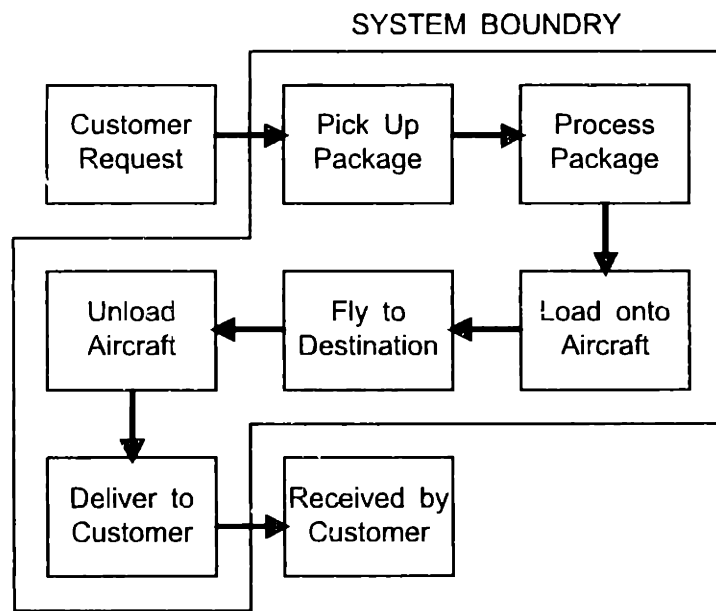 SYSTEM BOUNDRY
Customer
Request
Pick Up
Package
Process
Package
Load onto
Aircraft
Fly to
Destination
Unload
Aircraft
Deliver to
Customer
Received by
Customer